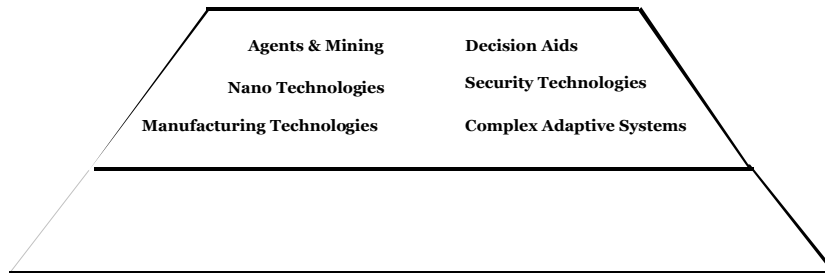 Agents & Mining
Decision Aids
Nano Technologies
Security Technologies
Manufacturing Technologies
Complex Adaptive Systems